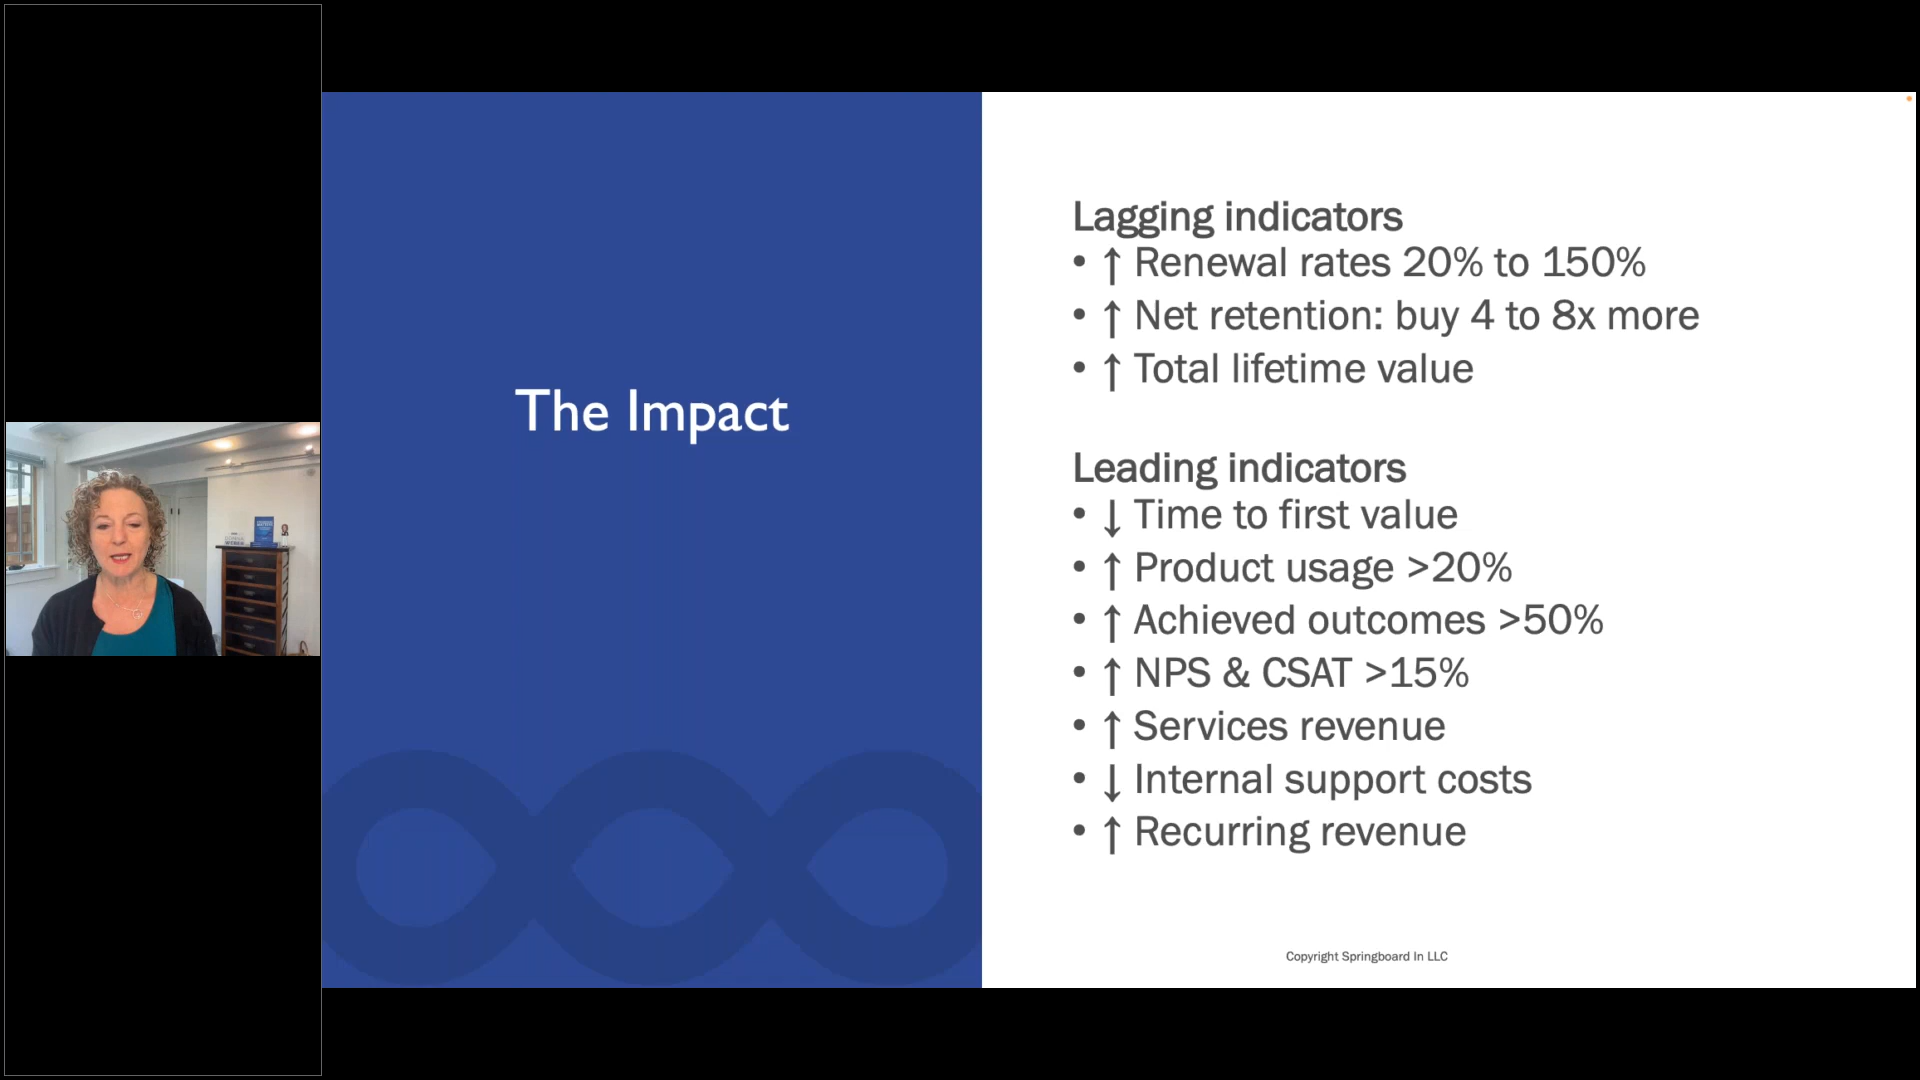 The Impact
Lagging indicators
• ↑ Renewal rates 20% to 150%
• ↑ Net retention: buy 4 to 8x more
• ↑ Total lifetime value
Leading indicators
• ↓ Time to first value
• ↑ Product usage >20%
• ↑ Achieved outcomes >50%
• ↑ NPS & CSAT >15%
• ↑ Services revenue
• ↓ Internal support costs
• ↑ Recurring revenue
Copyright Springboard In LLC